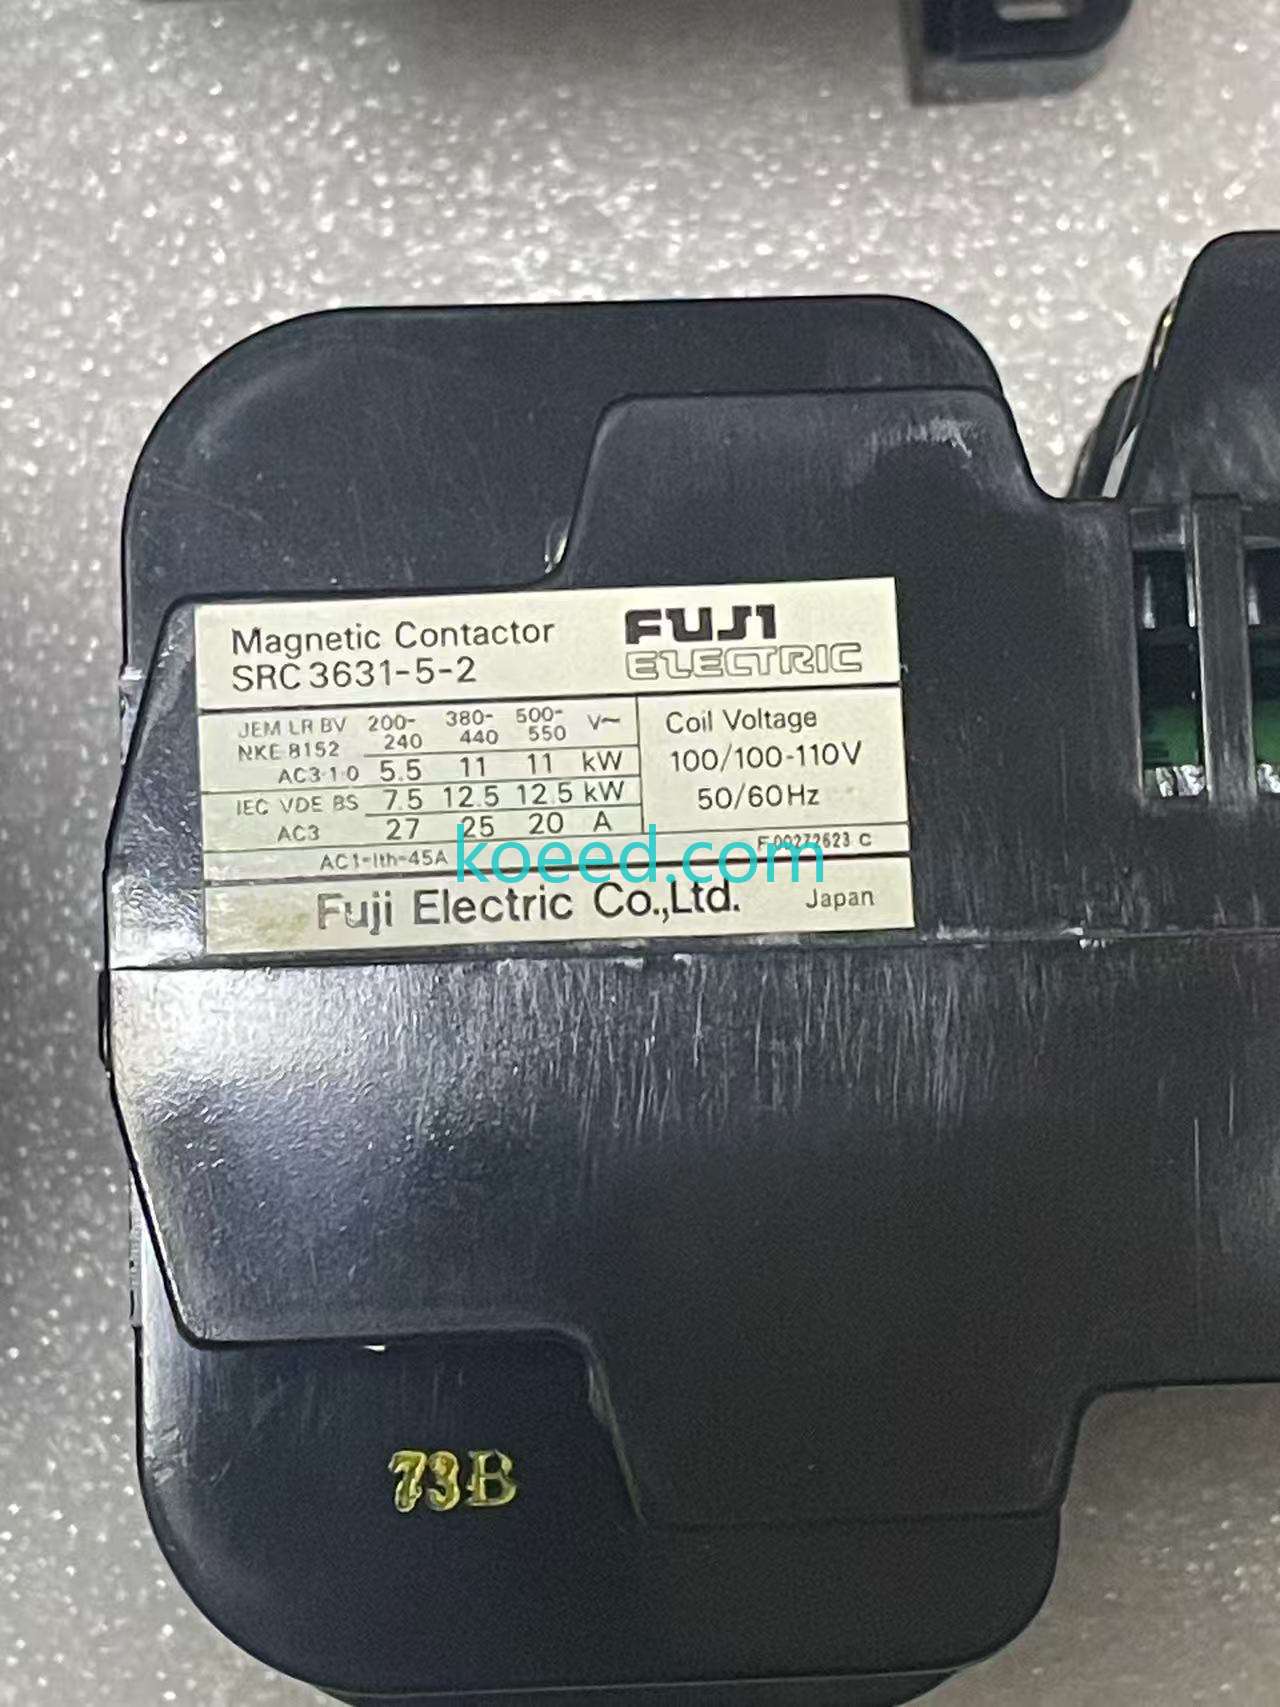 Magnetic Contactor
SRC 3631-5-2
FUJI
ELECTRIC
JEM LR BV 200- 380- 500- V~
NKE 8152 240 440 550
AC3·1·0 5.5 11 11 kW
IEC VDE BS 7.5 12.5 12.5 kW
AC3 27 25 20 A
AC1-Ith-45A
Coil Voltage
100/100-110V
50/60Hz
F 00272623 C
koeed.com
Fuji Electric Co.,Ltd. Japan
73B